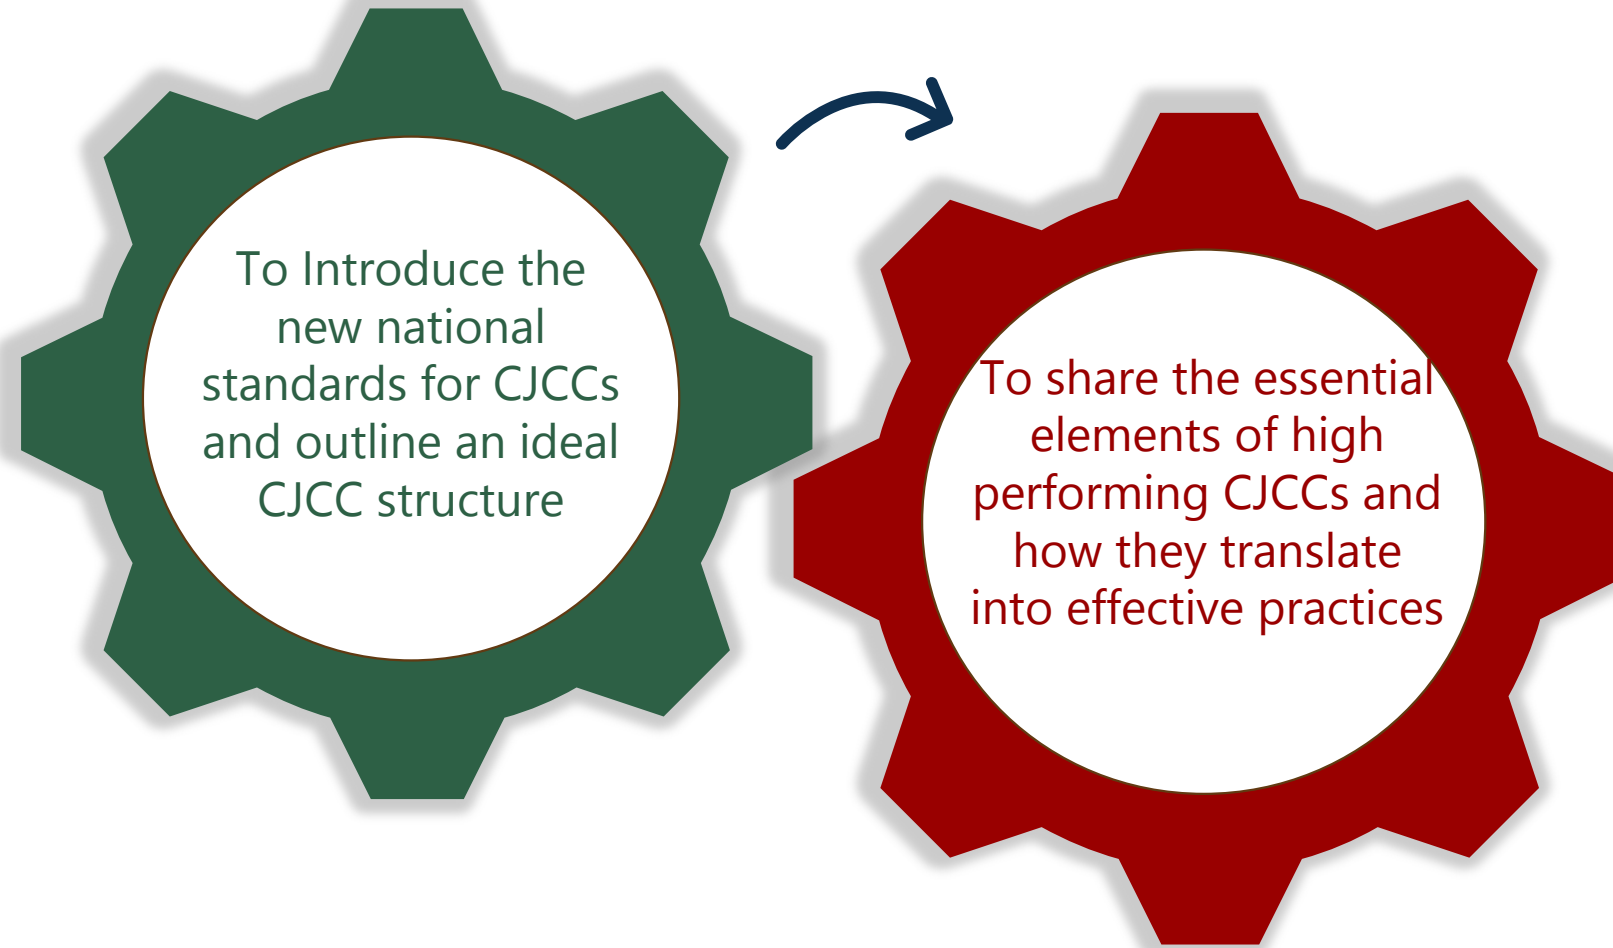 To Introduce the
new national
standards for CJCCs
and outline an ideal
CJCC structure
To share the essential
elements of high
performing CJCCs and
how they translate
into effective practices